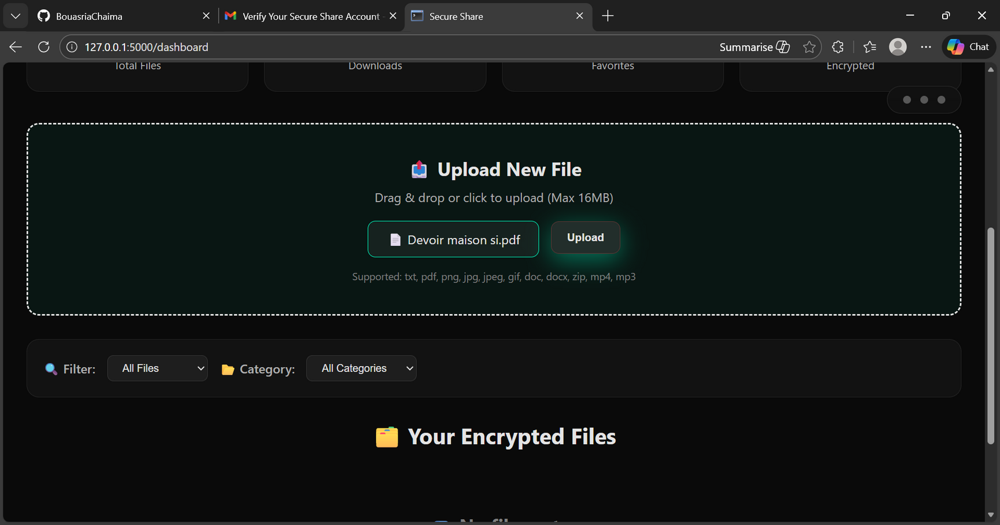 BouasriaChaima
Verify Your Secure Share Account -
Secure Share
127.0.0.1:5000/dashboard
Summarise
Chat
Total Files
Downloads
Favorites
Encrypted
Upload New File
Drag & drop or click to upload (Max 16MB)
Devoir maison si.pdf
Upload
Supported: txt, pdf, png, jpg, jpeg, gif, doc, docx, zip, mp4, mp3
Filter:
All Files
Category:
All Categories
Your Encrypted Files